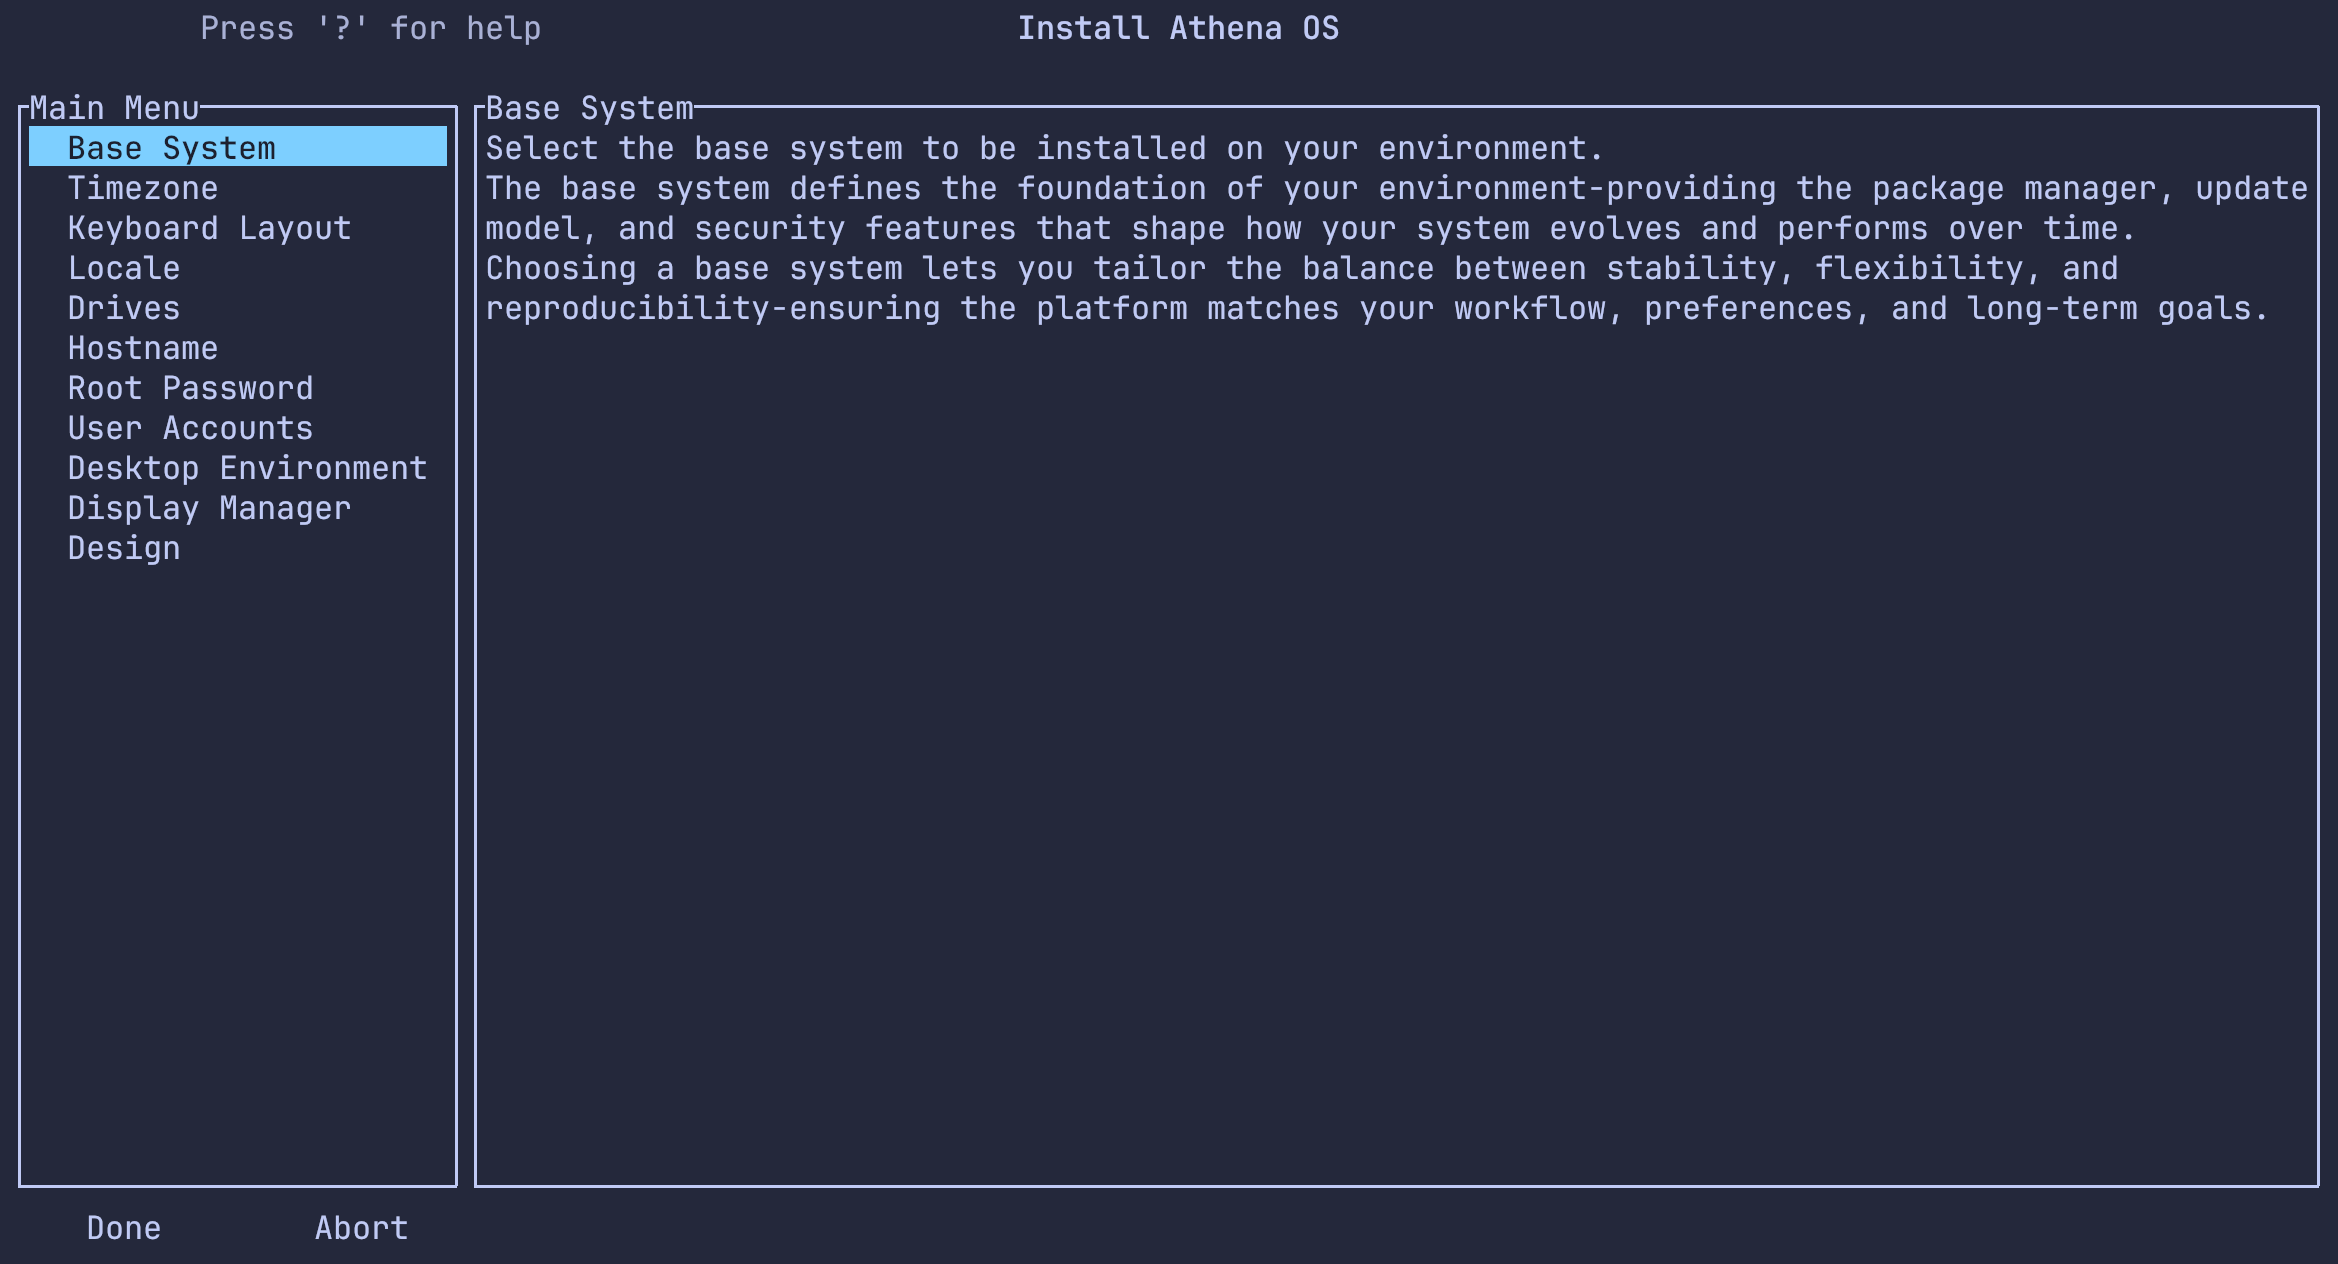 Press '?' for help
Install Athena OS
Main Menu
Base System
Timezone
Keyboard Layout
Locale
Drives
Hostname
Root Password
User Accounts
Desktop Environment
Display Manager
Design
Base System
Select the base system to be installed on your environment.
The base system defines the foundation of your environment-providing the package manager, update
model, and security features that shape how your system evolves and performs over time.
Choosing a base system lets you tailor the balance between stability, flexibility, and
reproducibility-ensuring the platform matches your workflow, preferences, and long-term goals.
Done
Abort